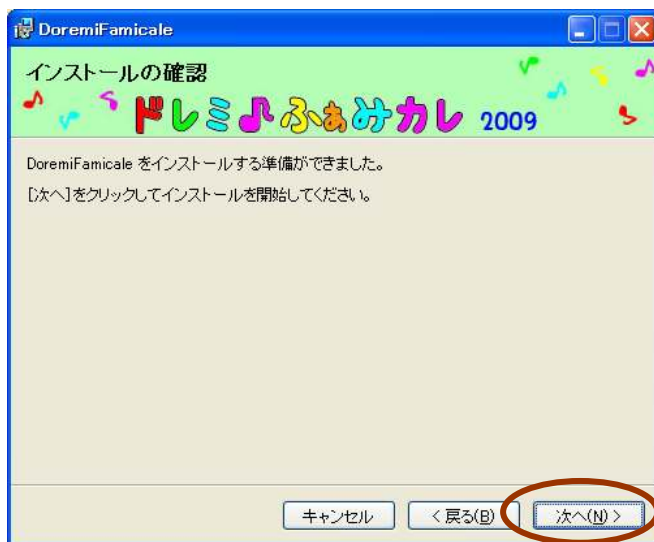 DoremiFamicale
インストールの確認
ドレミ♪ふぁみカレ 2009
DoremiFamicale をインストールする準備ができました。
[次へ]をクリックしてインストールを開始してください。
キャンセル
< 戻る(B)
次へ(N) >